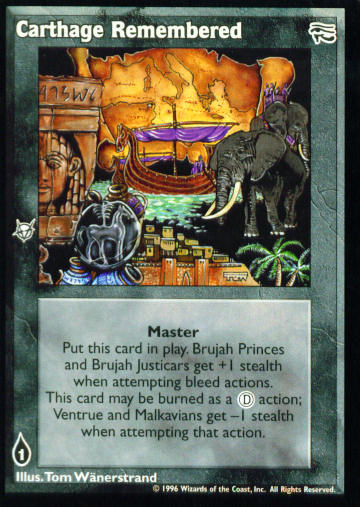 Carthage Remembered
Master
Put this card in play. Brujah Princes
and Brujah Justicars get +1 stealth
when attempting bleed actions.
This card may be burned as a Ⓓ action;
Ventrue and Malkavians get –1 stealth
when attempting that action.
1
Illus. Tom Wänerstrand
© 1996 Wizards of the Coast, Inc. All Rights Reserved.